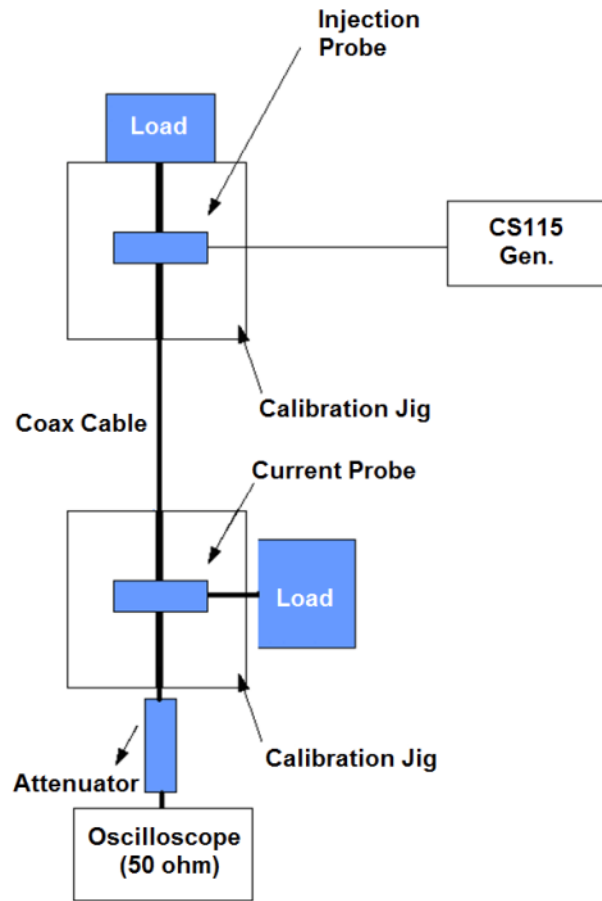 Injection
Probe
Load
CS115
Gen.
Calibration Jig
Coax Cable
Current Probe
Load
Calibration Jig
Attenuator
Oscilloscope
(50 ohm)